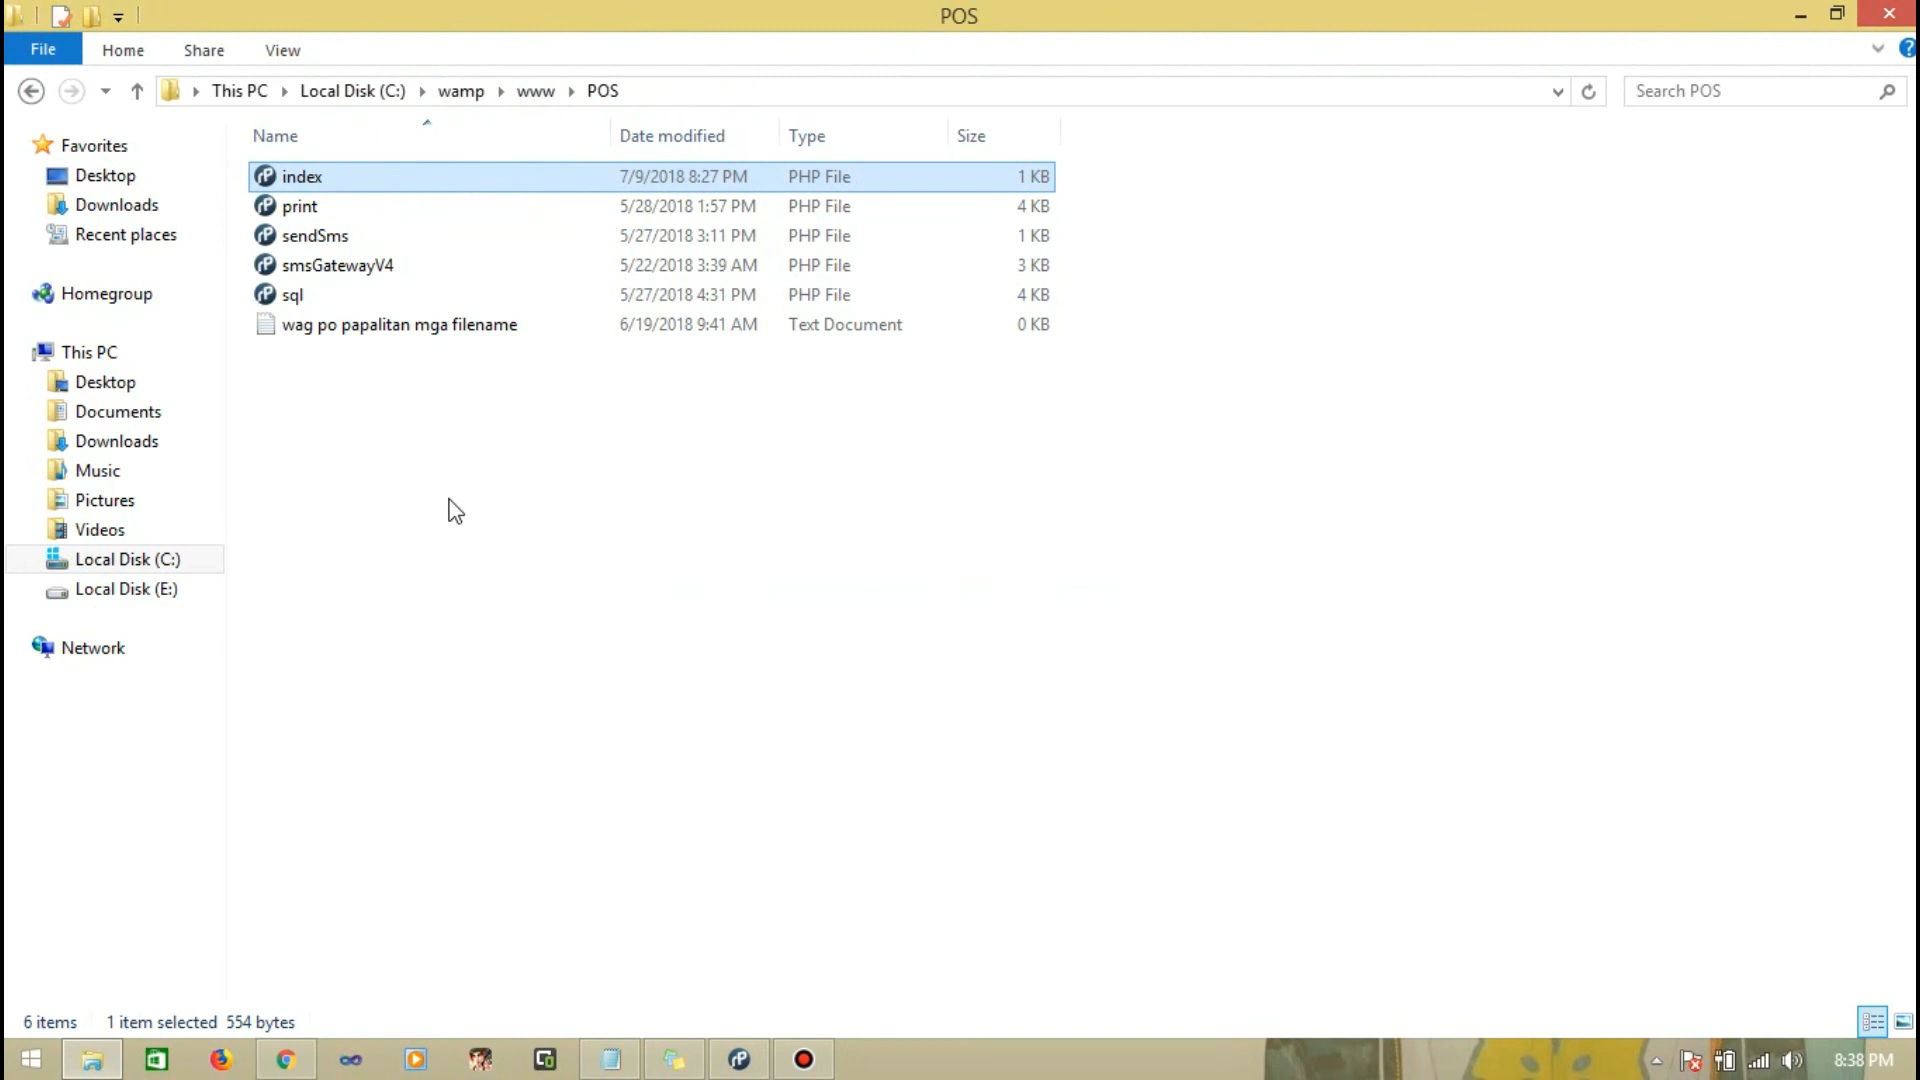 POS
File Home Share View
This PC Local Disk (C:) wamp www POS Search POS
Name Date modified Type Size
index 7/9/2018 8:27 PM PHP File 1 KB
print 5/28/2018 1:57 PM PHP File 4 KB
sendSms 5/27/2018 3:11 PM PHP File 1 KB
smsGatewayV4 5/22/2018 3:39 AM PHP File 3 KB
sql 5/27/2018 4:31 PM PHP File 4 KB
wag po papalitan mga filename 6/19/2018 9:41 AM Text Document 0 KB
Favorites
Desktop
Downloads
Recent places
Homegroup
This PC
Desktop
Documents
Downloads
Music
Pictures
Videos
Local Disk (C:)
Local Disk (E:)
Network
6 items 1 item selected 554 bytes
8:38 PM